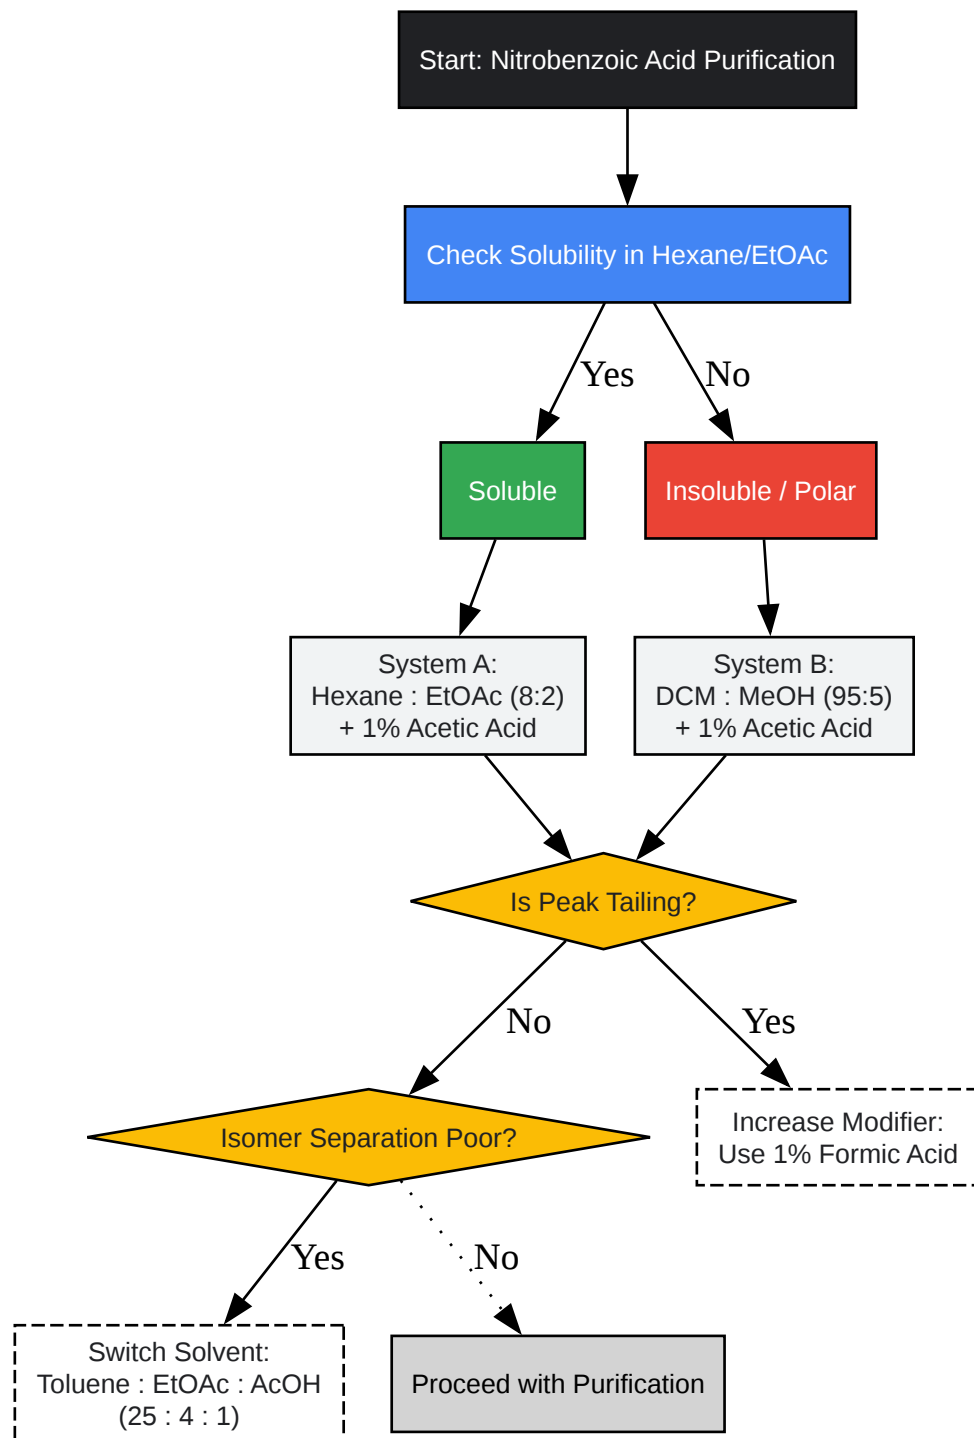 Start: Nitrobenzoic Acid Purification
Check Solubility in Hexane/EtOAc
Yes
No
Soluble
Insoluble / Polar
System A:
Hexane : EtOAc (8:2)
+ 1% Acetic Acid
System B:
DCM : MeOH (95:5)
+ 1% Acetic Acid
Is Peak Tailing?
No
Yes
Isomer Separation Poor?
Increase Modifier:
Use 1% Formic Acid
Yes
No
Switch Solvent:
Toluene : EtOAc : AcOH
(25 : 4 : 1)
Proceed with Purification